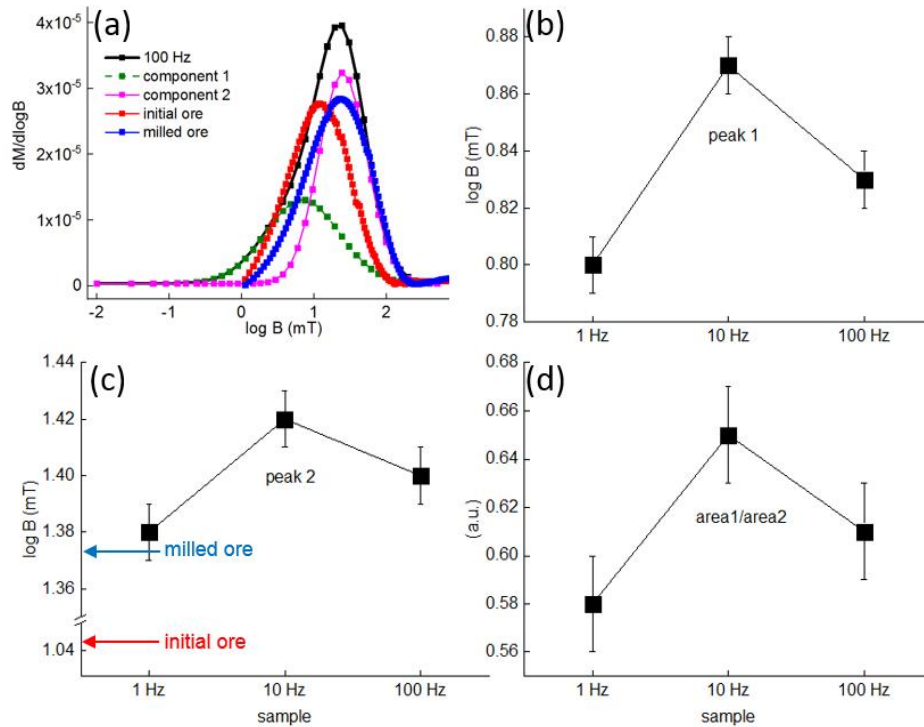 (a)
4x10⁻⁵
3x10⁻⁵
2x10⁻⁵
1x10⁻⁵
0
dM/dlogB
100 Hz
component 1
component 2
initial ore
milled ore
-2
-1
0
1
2
log B (mT)
(b)
0.88
0.86
0.84
0.82
0.80
0.78
log B (mT)
peak 1
1 Hz
10 Hz
100 Hz
(c)
1.44
1.42
1.40
1.38
1.36
1.04
log B (mT)
peak 2
milled ore
initial ore
1 Hz
10 Hz
100 Hz
sample
(d)
0.68
0.66
0.64
0.62
0.60
0.58
0.56
(a.u.)
area1/area2
1 Hz
10 Hz
100 Hz
sample